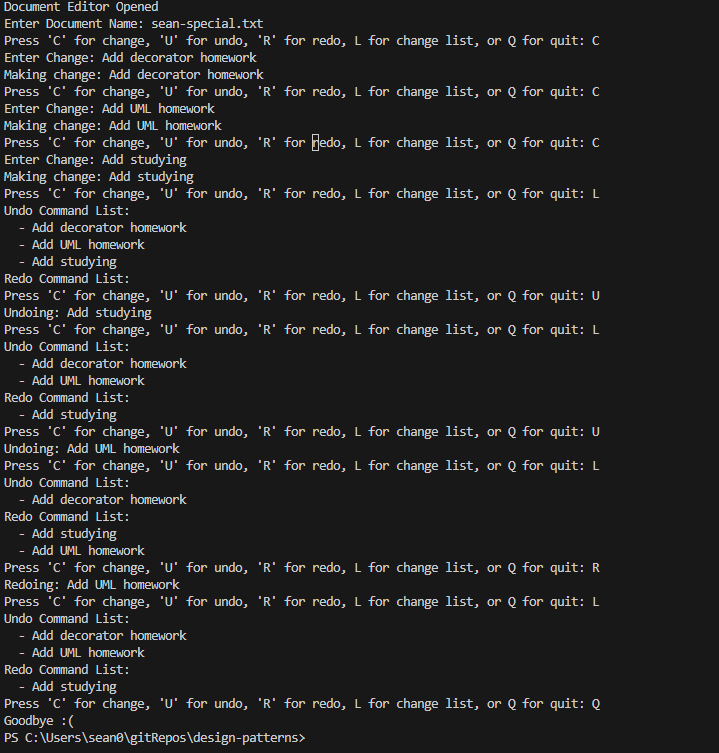 Document Editor Opened
Enter Document Name: sean-special.txt
Press 'C' for change, 'U' for undo, 'R' for redo, L for change list, or Q for quit: C
Enter Change: Add decorator homework
Making change: Add decorator homework
Press 'C' for change, 'U' for undo, 'R' for redo, L for change list, or Q for quit: C
Enter Change: Add UML homework
Making change: Add UML homework
Press 'C' for change, 'U' for undo, 'R' for redo, L for change list, or Q for quit: C
Enter Change: Add studying
Making change: Add studying
Press 'C' for change, 'U' for undo, 'R' for redo, L for change list, or Q for quit: L
Undo Command List:
  - Add decorator homework
  - Add UML homework
  - Add studying
Redo Command List:
Press 'C' for change, 'U' for undo, 'R' for redo, L for change list, or Q for quit: U
Undoing: Add studying
Press 'C' for change, 'U' for undo, 'R' for redo, L for change list, or Q for quit: L
Undo Command List:
  - Add decorator homework
  - Add UML homework
Redo Command List:
  - Add studying
Press 'C' for change, 'U' for undo, 'R' for redo, L for change list, or Q for quit: U
Undoing: Add UML homework
Press 'C' for change, 'U' for undo, 'R' for redo, L for change list, or Q for quit: L
Undo Command List:
  - Add decorator homework
Redo Command List:
  - Add studying
  - Add UML homework
Press 'C' for change, 'U' for undo, 'R' for redo, L for change list, or Q for quit: R
Redoing: Add UML homework
Press 'C' for change, 'U' for undo, 'R' for redo, L for change list, or Q for quit: L
Undo Command List:
  - Add decorator homework
  - Add UML homework
Redo Command List:
  - Add studying
Press 'C' for change, 'U' for undo, 'R' for redo, L for change list, or Q for quit: Q
Goodbye :(
PS C:\Users\sean0\gitRepos\design-patterns>